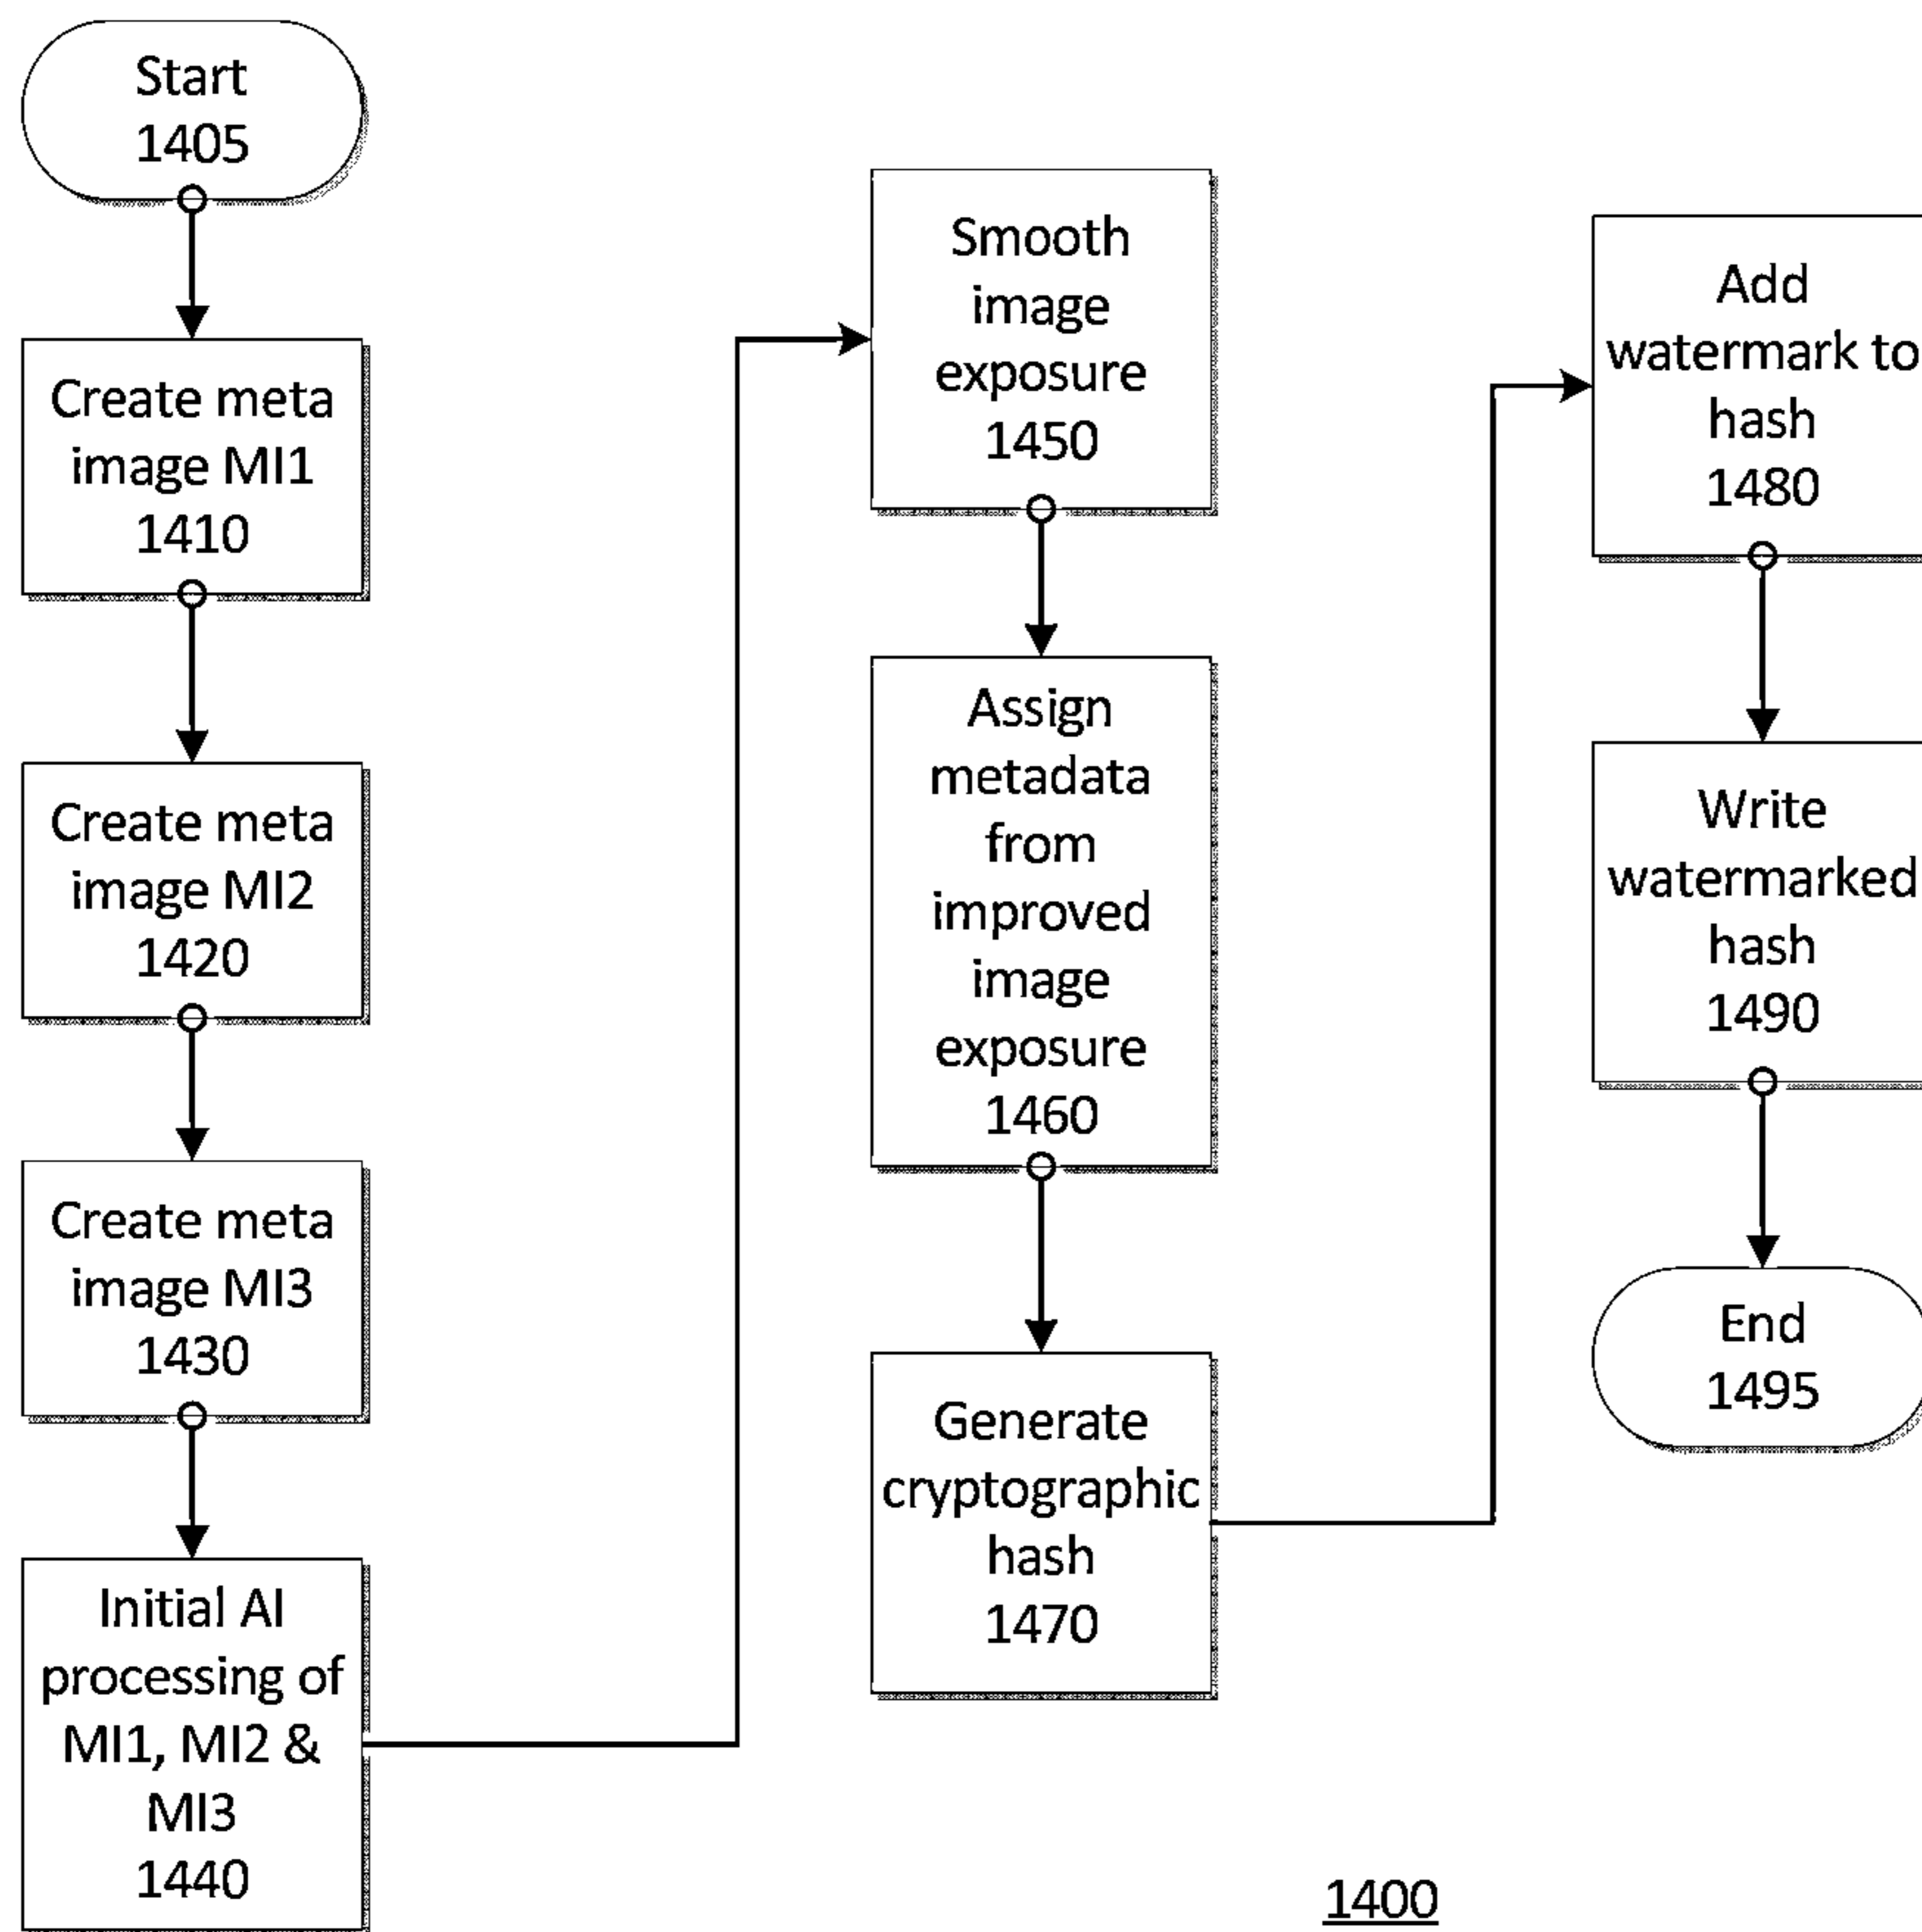 Start
1405
Create meta
image MI1
1410
Create meta
image MI2
1420
Create meta
image MI3
1430
Initial AI
processing of
MI1, MI2 &
MI3
1440
Smooth
image
exposure
1450
Assign
metadata
from
improved
image
exposure
1460
Generate
cryptographic
hash
1470
Add
watermark to
hash
1480
Write
watermarked
hash
1490
End
1495
1400